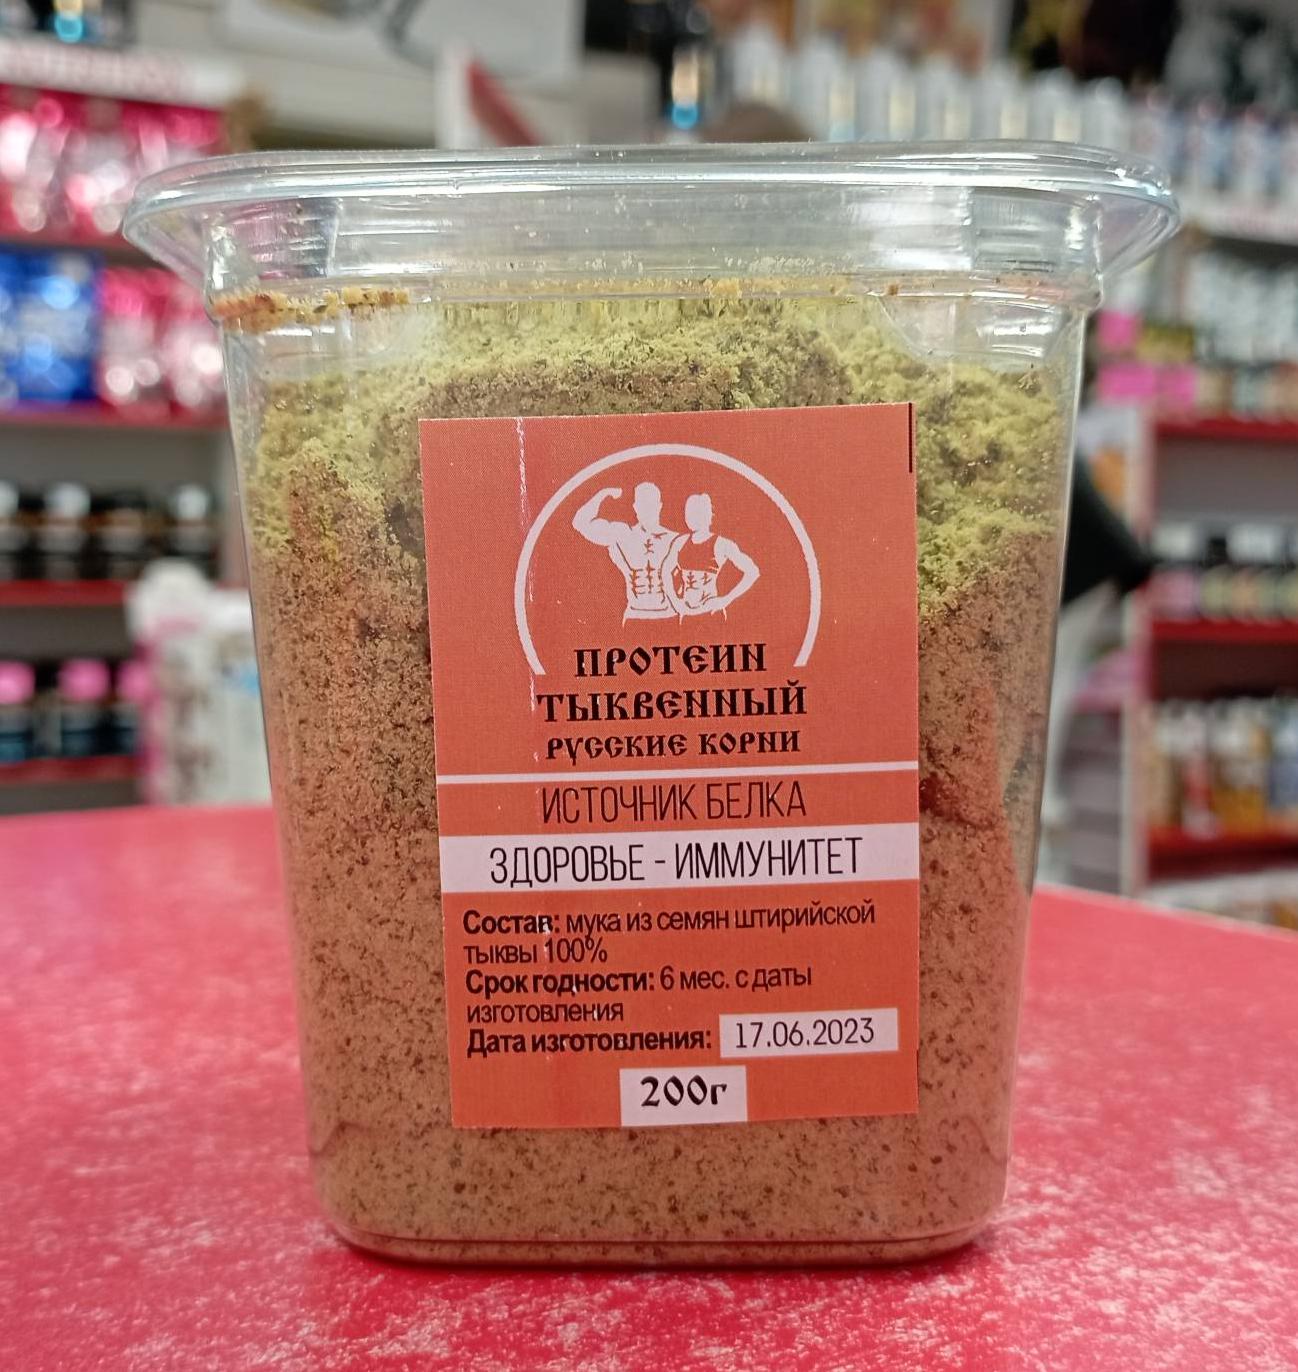 ПРОТЕИН
ТЫКВЕННЫЙ
РУССКИЕ КОРНИ
ИСТОЧНИК БЕЛКА
ЗДОРОВЬЕ - ИММУНИТЕТ
Состав: мука из семян штирийской
тыквы 100%
Срок годности: 6 мес. с даты
изготовления
Дата изготовления: 17.06.2023
200г